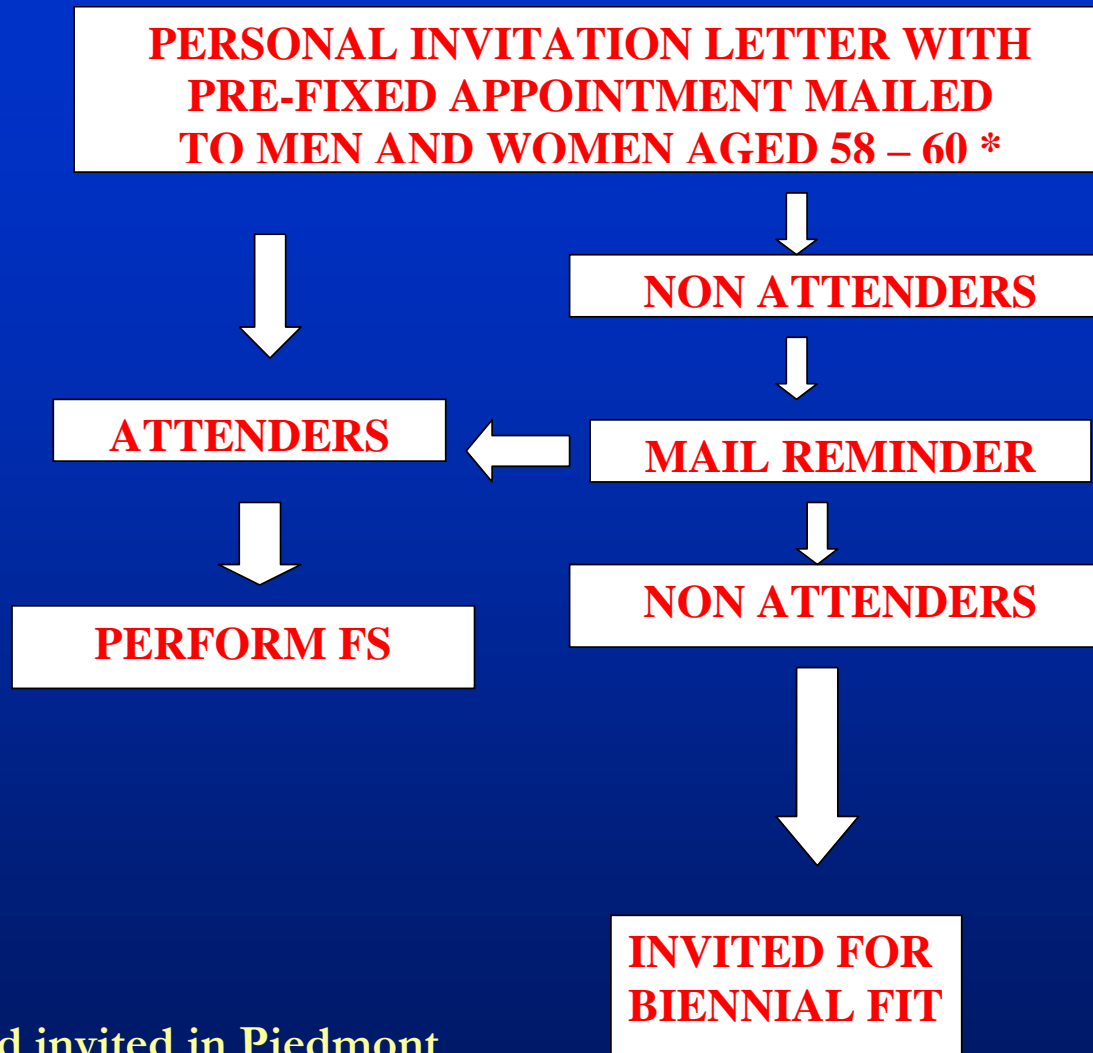 PERSONAL INVITATION LETTER WITH
PRE-FIXED APPOINTMENT MAILED
TO MEN AND WOMEN AGED 58 – 60 *
NON ATTENDERS
ATTENDERS
MAIL REMINDER
NON ATTENDERS
PERFORM FS
INVITED FOR
BIENNIAL FIT
invited in Piedmont